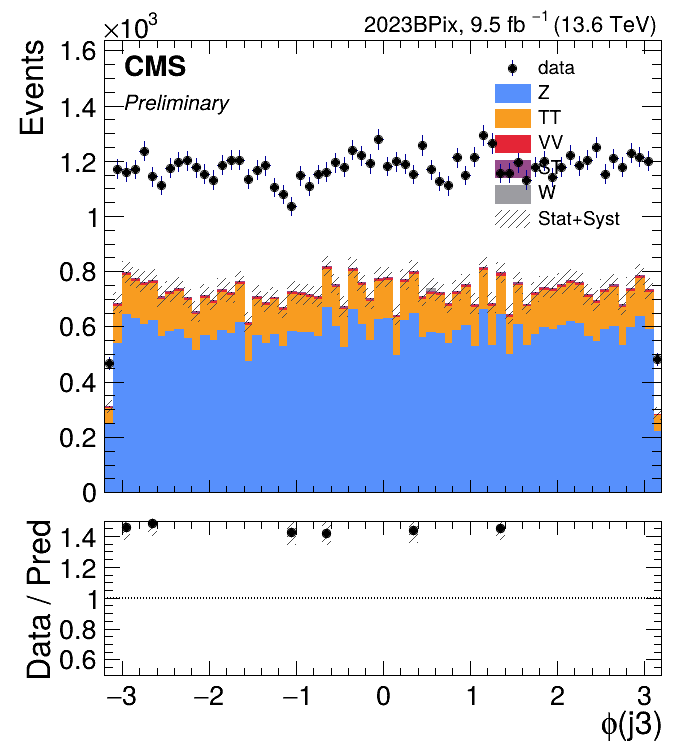 ×10³ 2023BPix, 9.5 fb ⁻¹ (13.6 TeV)
CMS
Preliminary
data
Z
TT
VV
ST
W
Stat+Syst
Events
1.6
1.4
1.2
1
0.8
0.6
0.4
0.2
0
Data / Pred
1.4
1.2
1
0.8
0.6
−3 −2 −1 0 1 2 3
ϕ(j3)